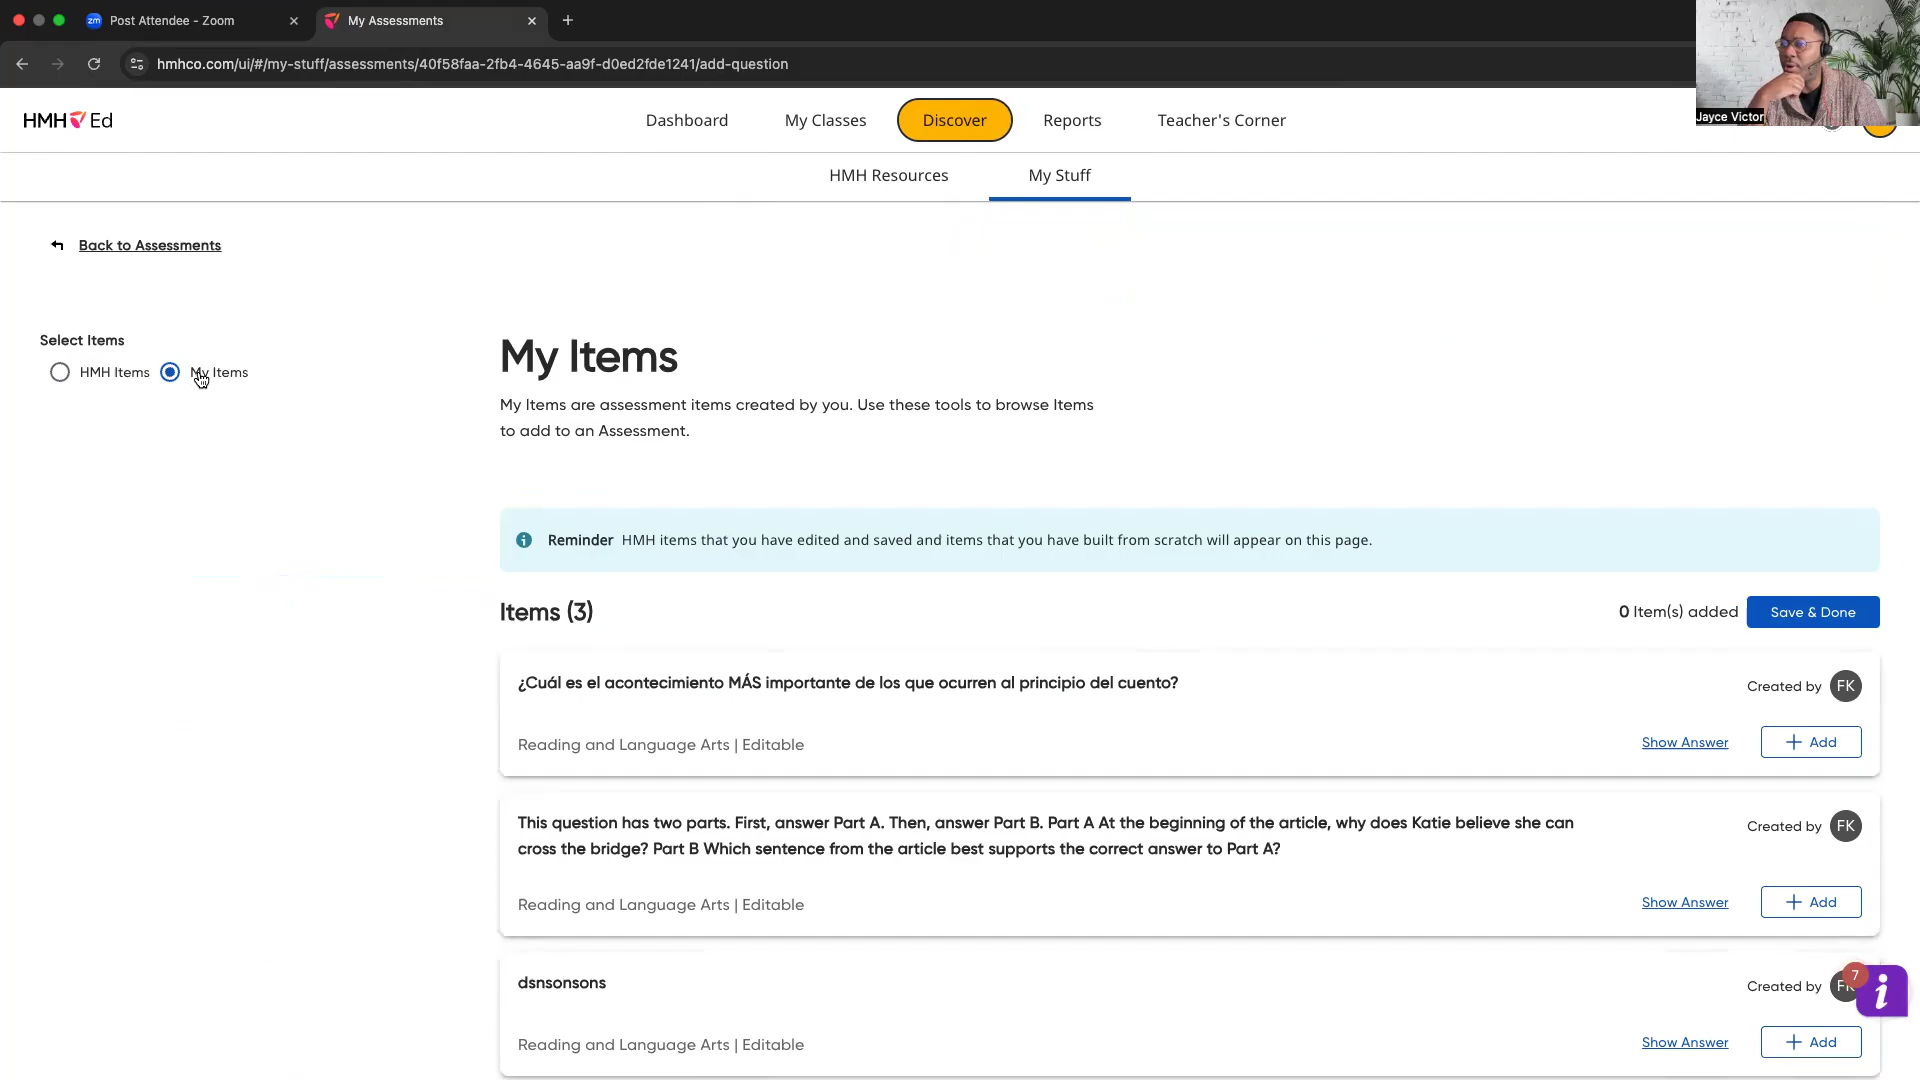 Post Attendee - Zoom
My Assessments
hmhco.com/ui/#/my-stuff/assessments/40f58faa-2fb4-4645-aa9f-d0ed2fde1241/add-question
Jayce Victor
HMH Ed
Dashboard
My Classes
Discover
Reports
Teacher's Corner
HMH Resources
My Stuff
Back to Assessments
Select Items
HMH Items
My Items
My Items
My Items are assessment items created by you. Use these tools to browse Items
to add to an Assessment.
Reminder HMH items that you have edited and saved and items that you have built from scratch will appear on this page.
Items (3)
0 Item(s) added
Save & Done
¿Cuál es el acontecimiento MÁS importante de los que ocurren al principio del cuento?
Created by FK
Reading and Language Arts | Editable
Show Answer
+ Add
This question has two parts. First, answer Part A. Then, answer Part B. Part A At the beginning of the article, why does Katie believe she can
cross the bridge? Part B Which sentence from the article best supports the correct answer to Part A?
Created by FK
Reading and Language Arts | Editable
Show Answer
+ Add
dsnsonsons
Created by FK
7
Reading and Language Arts | Editable
Show Answer
+ Add